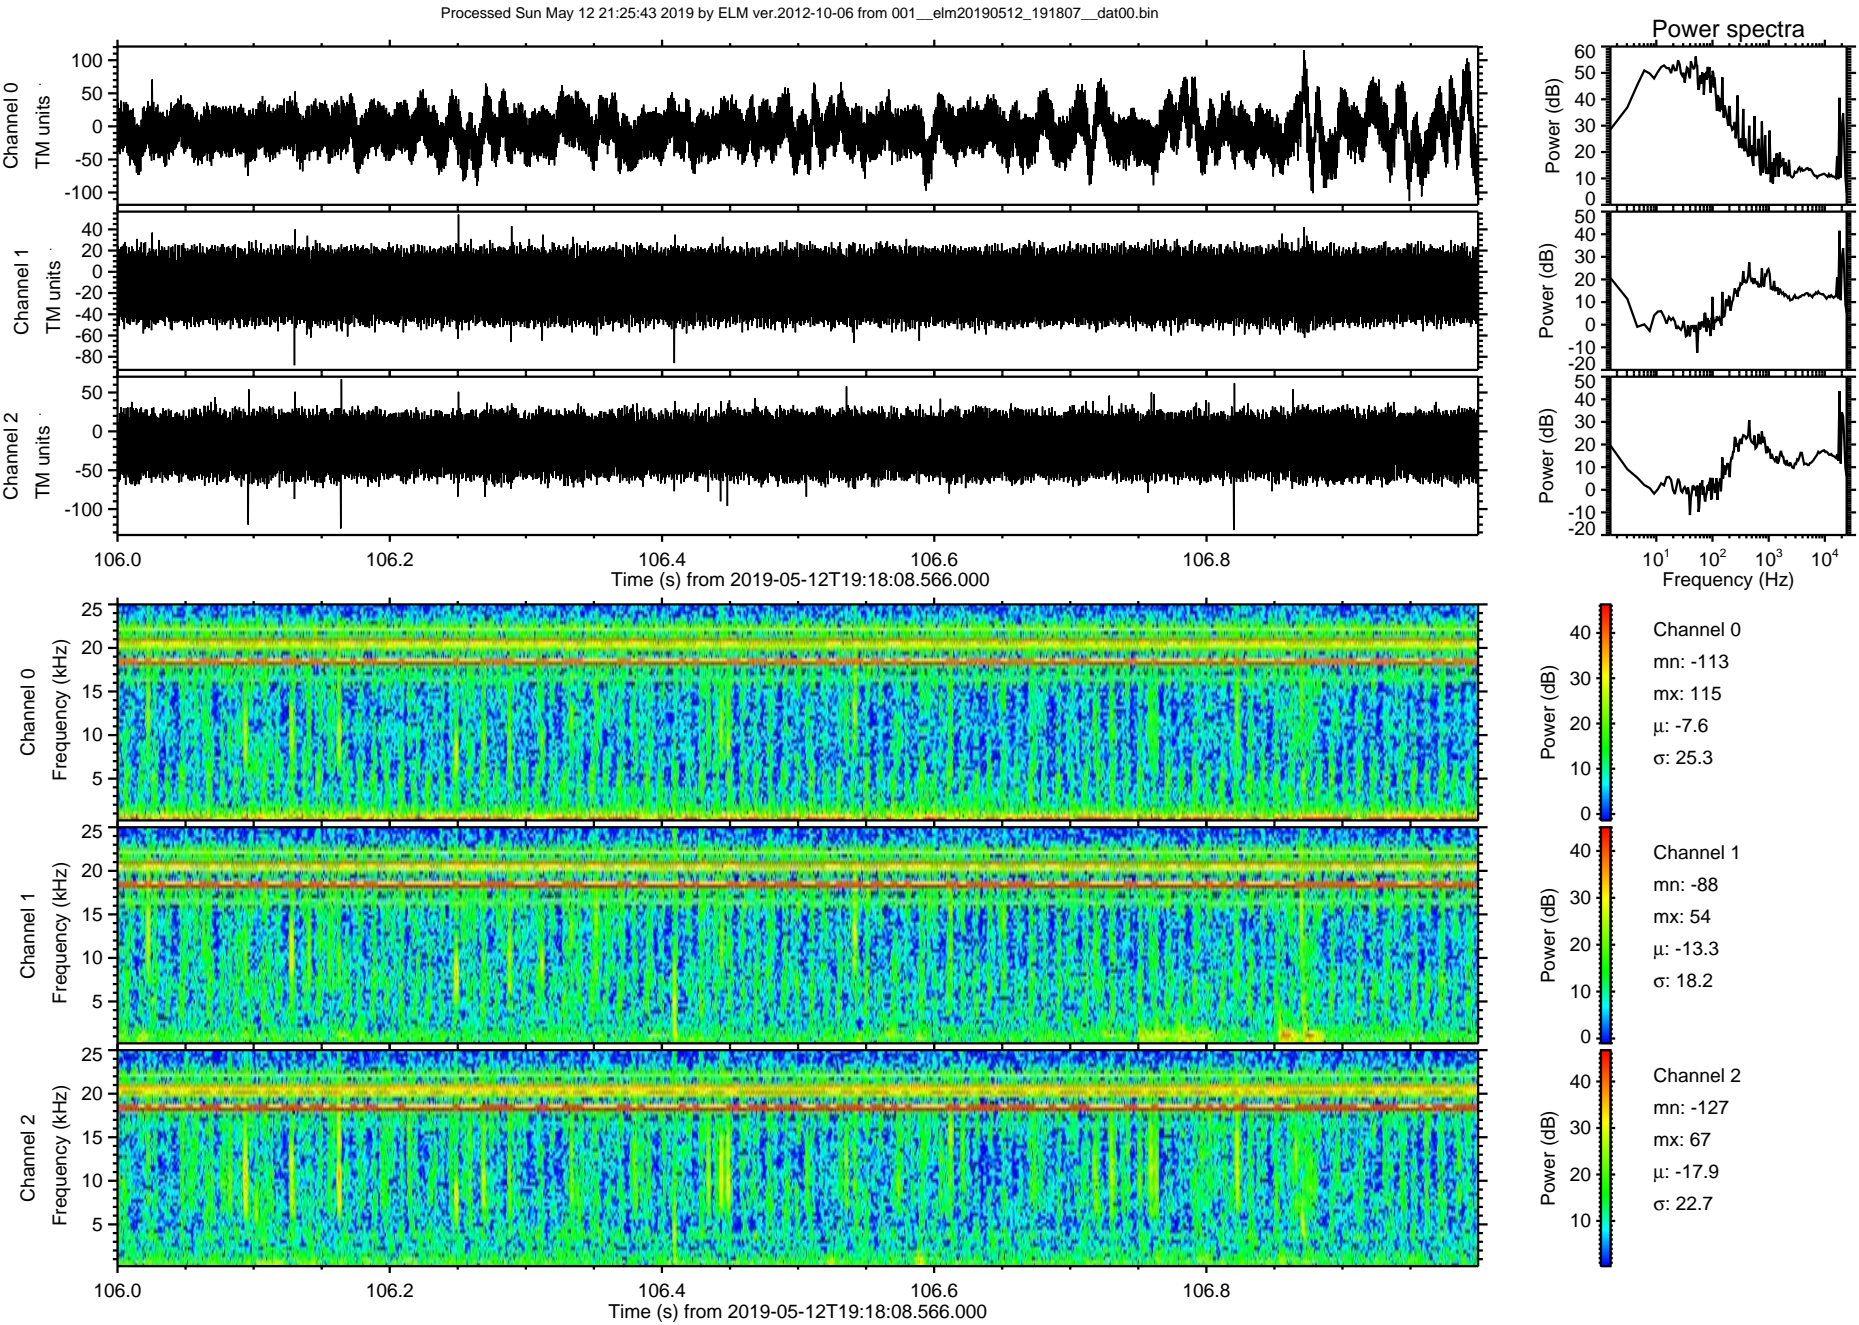 Processed Sun May 12 21:25:43 2019 by ELM ver.2012-10-06 from 001__elm20190512_191807__dat00.bin
Power spectra
Channel 0
TM units
100
50
0
-50
-100
Power (dB)
60
50
40
30
20
10
0
Channel 1
TM units
40
20
0
-20
-40
-60
-80
Power (dB)
50
40
30
20
10
0
-10
-20
Channel 2
TM units
50
0
-50
-100
Power (dB)
50
40
30
20
10
0
-10
-20
106.0 106.2 106.4 106.6 106.8
Time (s) from 2019-05-12T19:18:08.566.000
10¹ 10² 10³ 10⁴
Frequency (Hz)
Channel 0
Frequency (kHz)
25
20
15
10
5
Power (dB)
40
30
20
10
0
Channel 0
mn: -113
mx: 115
μ: -7.6
σ: 25.3
Channel 1
Frequency (kHz)
25
20
15
10
5
Power (dB)
40
30
20
10
0
Channel 1
mn: -88
mx: 54
μ: -13.3
σ: 18.2
Channel 2
Frequency (kHz)
25
20
15
10
5
Power (dB)
40
30
20
10
Channel 2
mn: -127
mx: 67
μ: -17.9
σ: 22.7
106.0 106.2 106.4 106.6 106.8
Time (s) from 2019-05-12T19:18:08.566.000